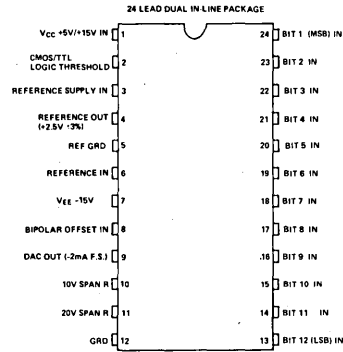 24 LEAD DUAL IN-LINE PACKAGE
VCC +5V/+15V IN 1
CMOS/TTL
LOGIC THRESHOLD 2
REFERENCE SUPPLY IN 3
REFERENCE OUT
(+2.5V ±3%) 4
REF GRD 5
REFERENCE IN 6
VEE -15V 7
BIPOLAR OFFSET IN 8
DAC OUT (-2mA F.S.) 9
10V SPAN R 10
20V SPAN R 11
GRD 12
24 BIT 1 (MSB) IN
23 BIT 2 IN
22 BIT 3 IN
21 BIT 4 IN
20 BIT 5 IN
19 BIT 6 IN
18 BIT 7 IN
17 BIT 8 IN
16 BIT 9 IN
15 BIT 10 IN
14 BIT 11 IN
13 BIT 12 (LSB) IN